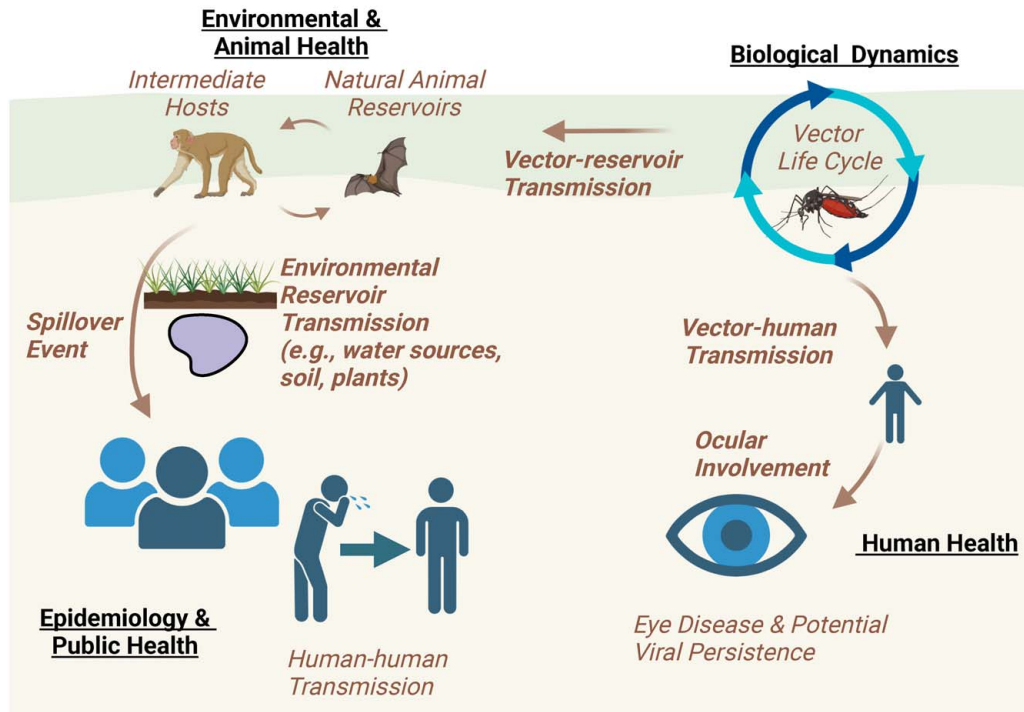 Environmental &
Animal Health
Intermediate
Hosts
Natural Animal
Reservoirs
Biological Dynamics
Vector
Life Cycle
Vector-reservoir
Transmission
Environmental
Reservoir
Transmission
(e.g., water sources,
soil, plants)
Spillover
Event
Vector-human
Transmission
Ocular
Involvement
Human Health
Epidemiology &
Public Health
Human-human
Transmission
Eye Disease & Potential
Viral Persistence